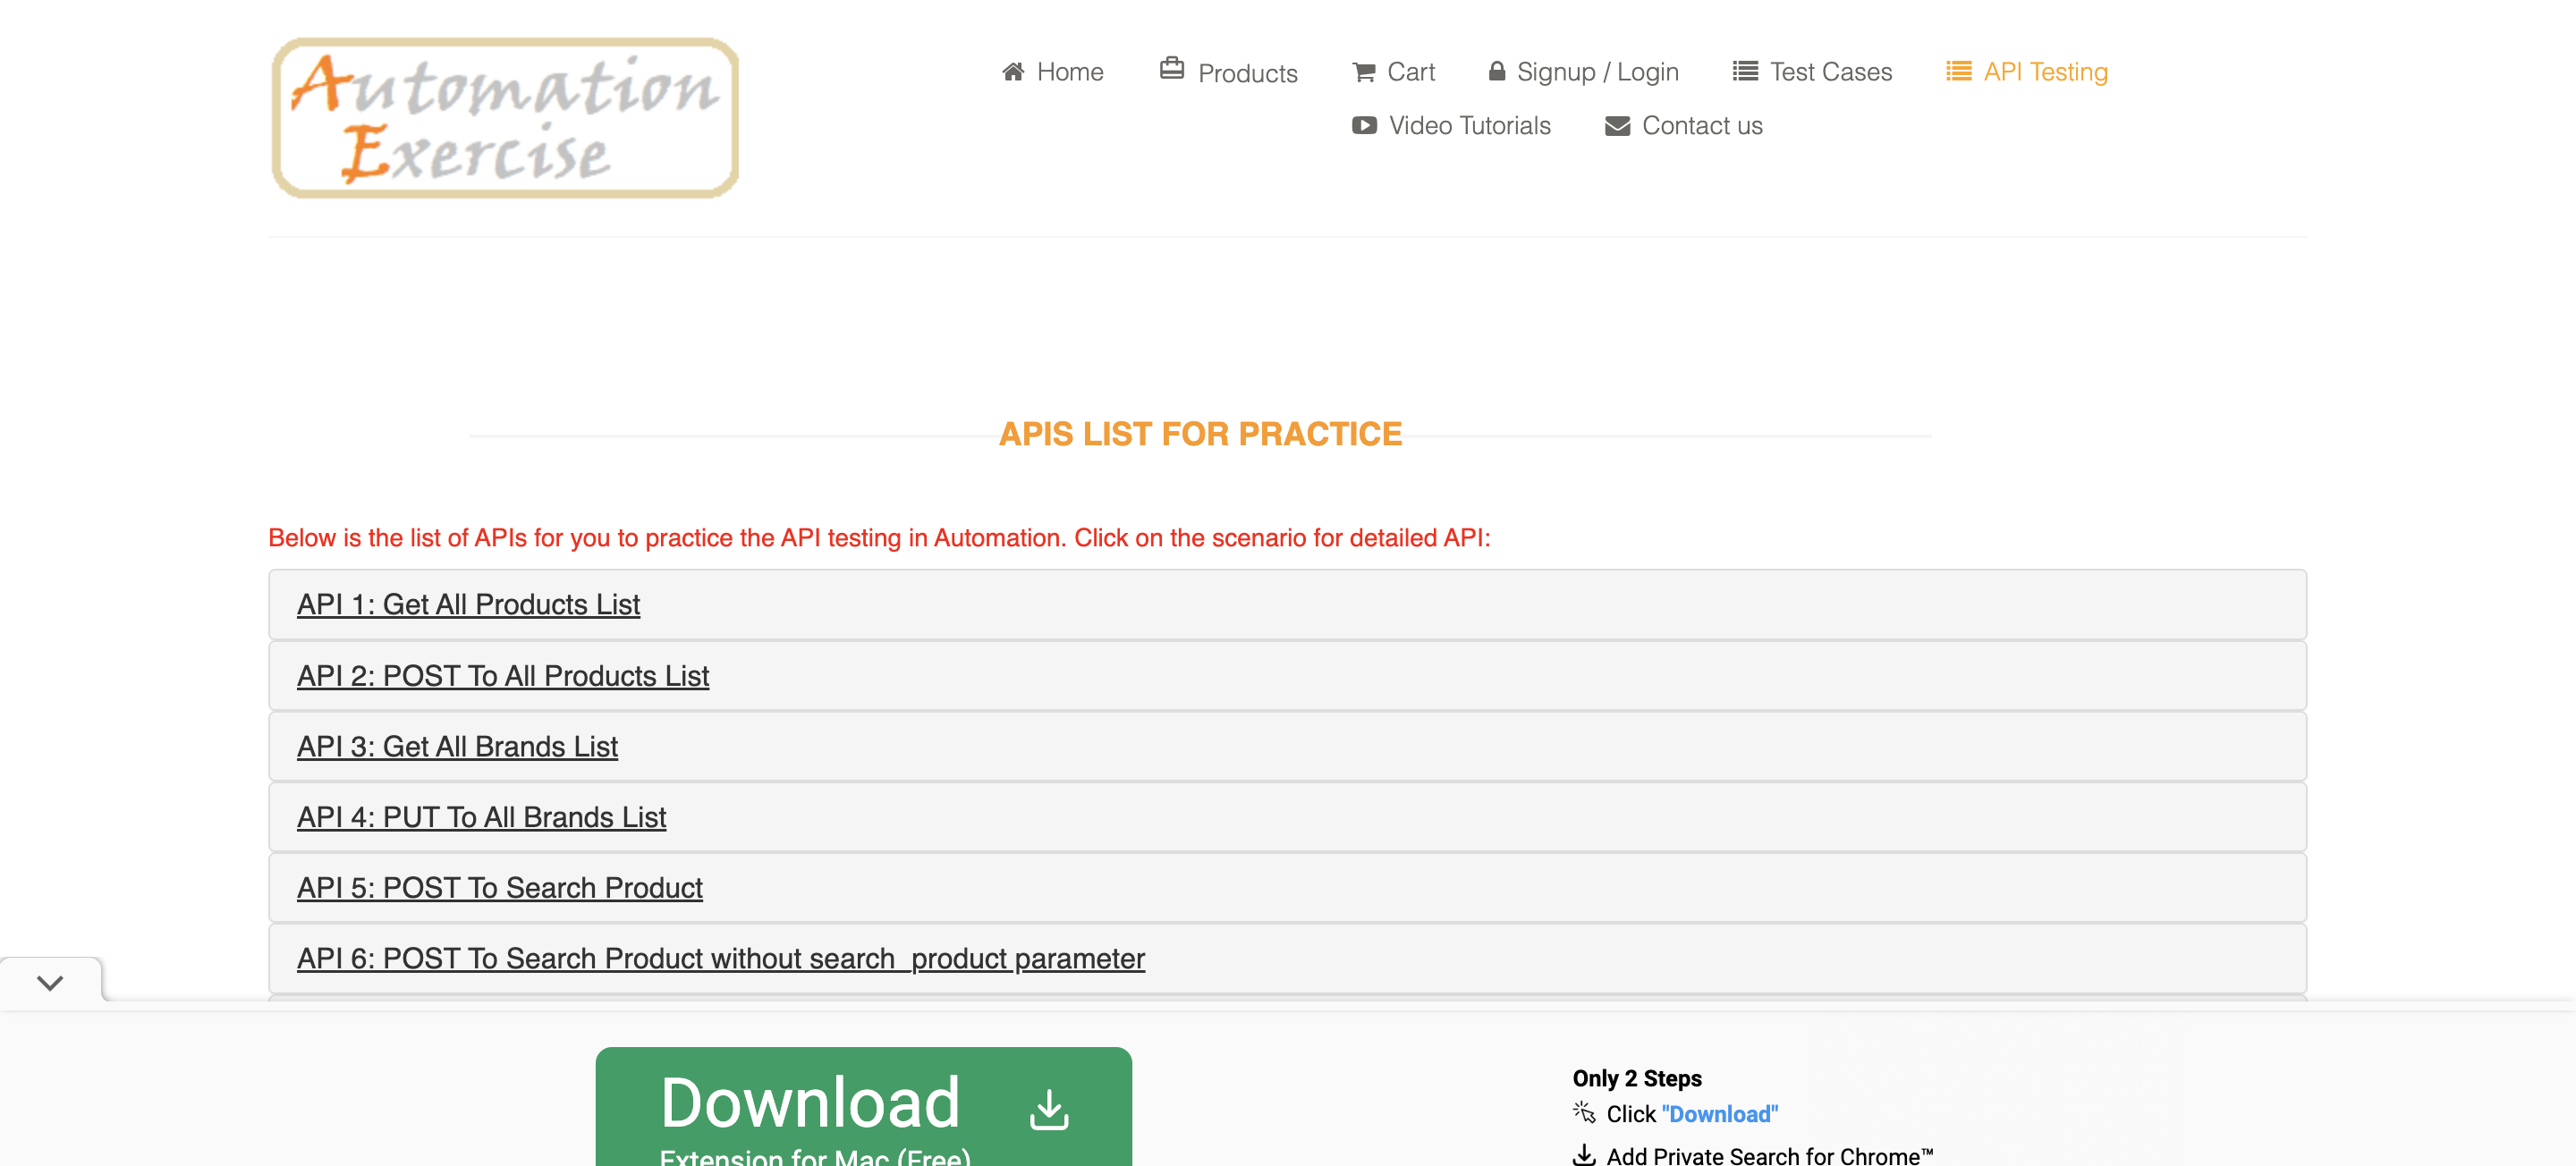 Automation
Exercise
Home
Products
Cart
Signup / Login
Test Cases
API Testing
Video Tutorials
Contact us
APIS LIST FOR PRACTICE
Below is the list of APIs for you to practice the API testing in Automation. Click on the scenario for detailed API:
API 1: Get All Products List
API 2: POST To All Products List
API 3: Get All Brands List
API 4: PUT To All Brands List
API 5: POST To Search Product
API 6: POST To Search Product without search_product parameter
Download
Extension for Mac (Free)
Only 2 Steps
Click "Download"
Add Private Search for Chrome™